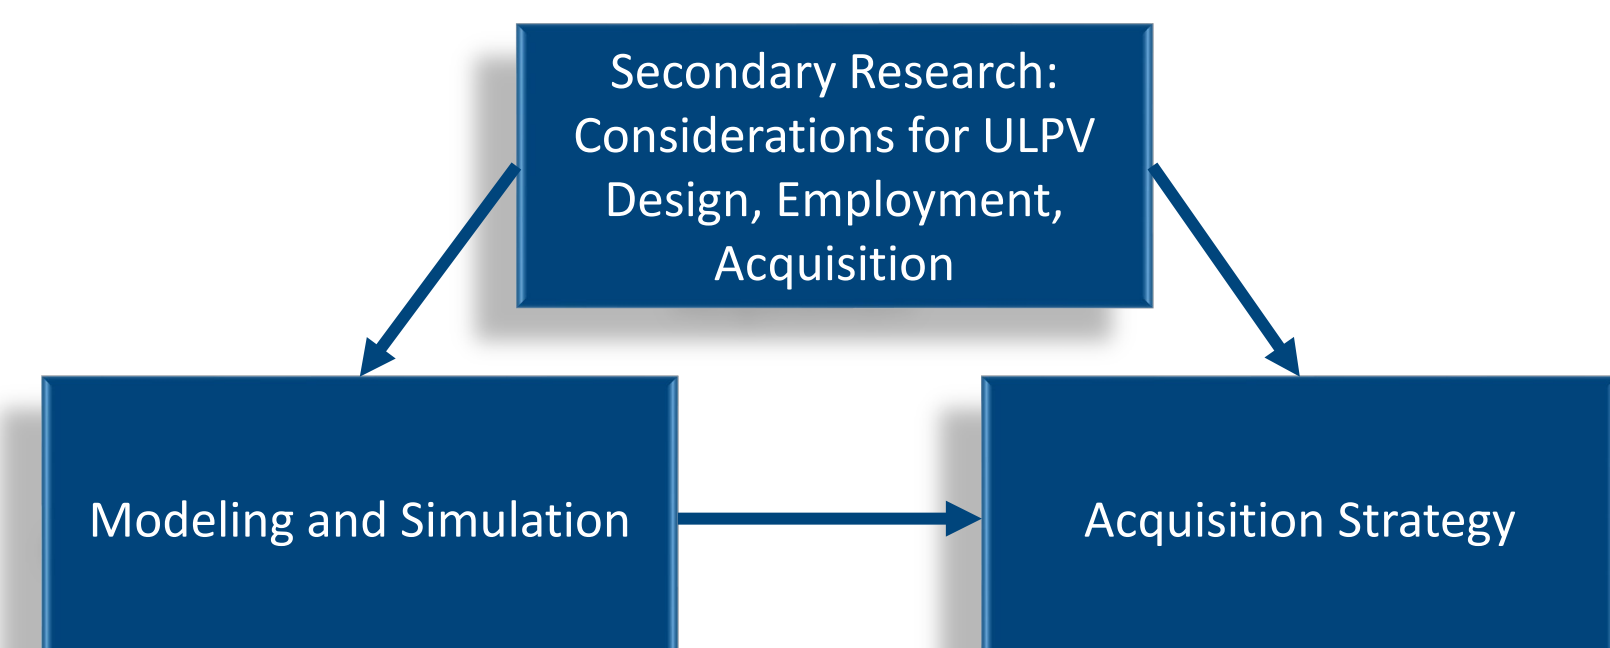 Secondary Research:
Considerations for ULPV
Design, Employment,
Acquisition
Modeling and Simulation
Acquisition Strategy